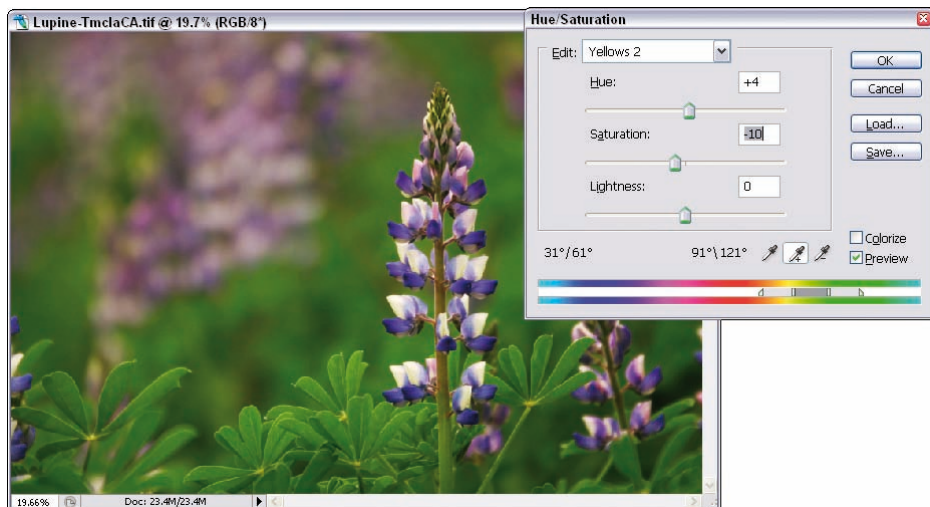 Lupine-TmclaCA.tif @ 19.7% (RGB/8*)
Hue/Saturation
Edit: Yellows 2
OK
Hue: +4
Cancel
Saturation: -10
Load...
Save...
Lightness: 0
31°/61° 91°\121°
Colorize
Preview
19.66% Doc: 23.4M/23.4M